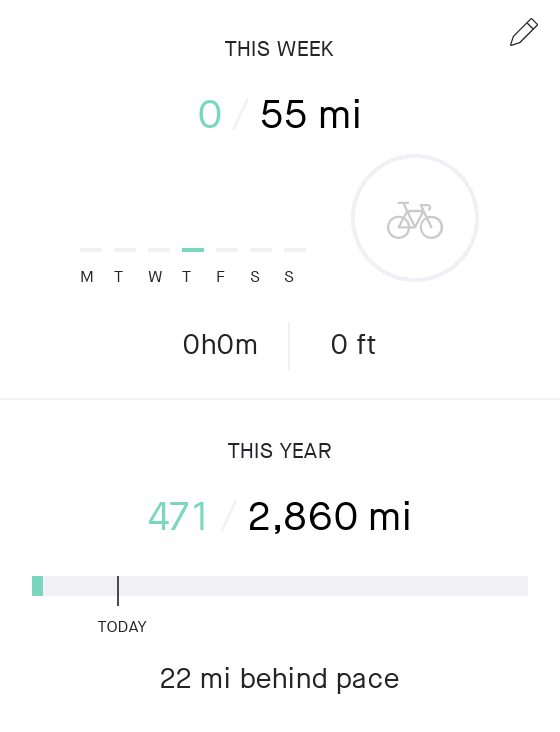 THIS WEEK
0 / 55 mi
M T W T F S S
0h0m 0 ft
THIS YEAR
471 / 2,860 mi
TODAY
22 mi behind pace